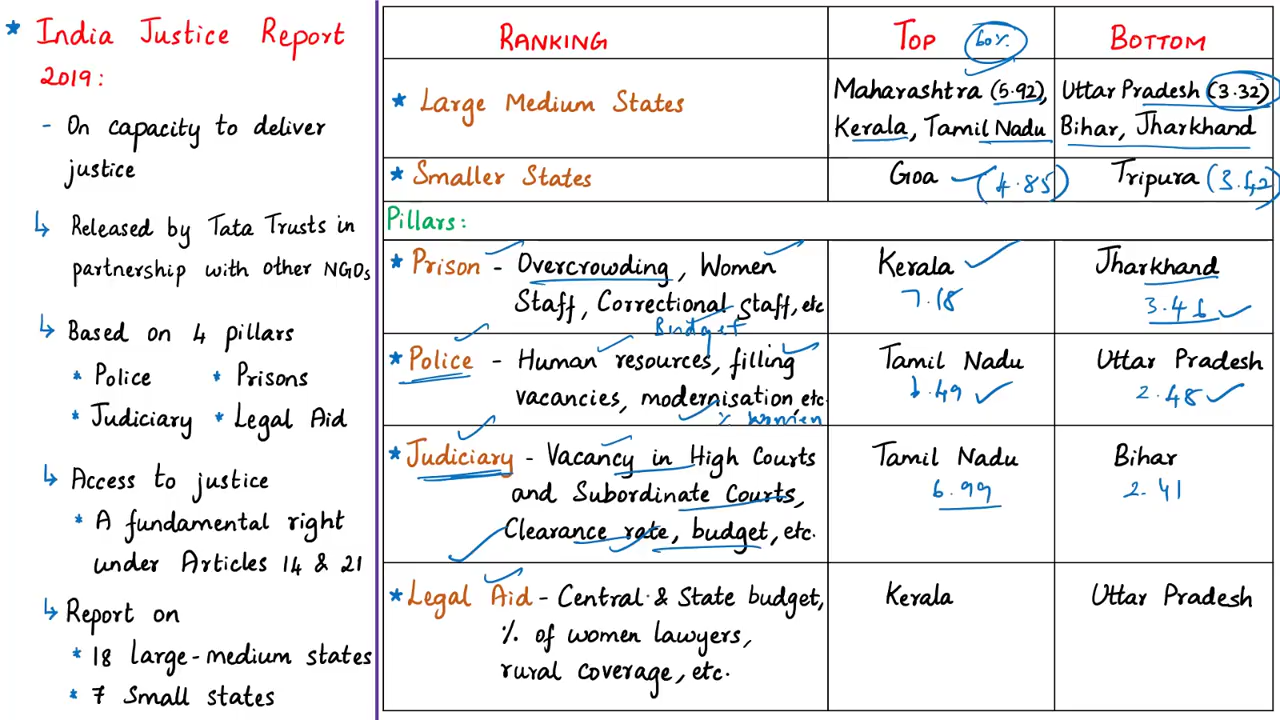 * India Justice Report
2019:
- On capacity to deliver
justice
↳ Released by Tata Trusts in
partnership with other NGOs
↳ Based on 4 pillars
* Police * Prisons
* Judiciary * Legal Aid
↳ Access to justice
* A fundamental right
under Articles 14 & 21
↳ Report on
* 18 large-medium states
* 7 Small states
RANKING TOP 60% BOTTOM
* Large Medium States
Maharashtra (5.92),
Kerala, Tamil Nadu
Uttar Pradesh (3.32)
Bihar, Jharkhand
* Smaller States
Goa (4.85)
Tripura (3.42)
Pillars:
* Prison - Overcrowding, Women
Staff, Correctional staff, etc
Kerala
7.18
Jharkhand
3.46
Budget
* Police - Human resources, filling
vacancies, modernisation etc.
% women
Tamil Nadu
6.49
Uttar Pradesh
2.48
* Judiciary - Vacancy in High Courts
and Subordinate Courts,
Clearance rate, budget, etc.
Tamil Nadu
6.99
Bihar
2.41
* Legal Aid - Central & State budget,
% of women lawyers,
rural coverage, etc.
Kerala
Uttar Pradesh